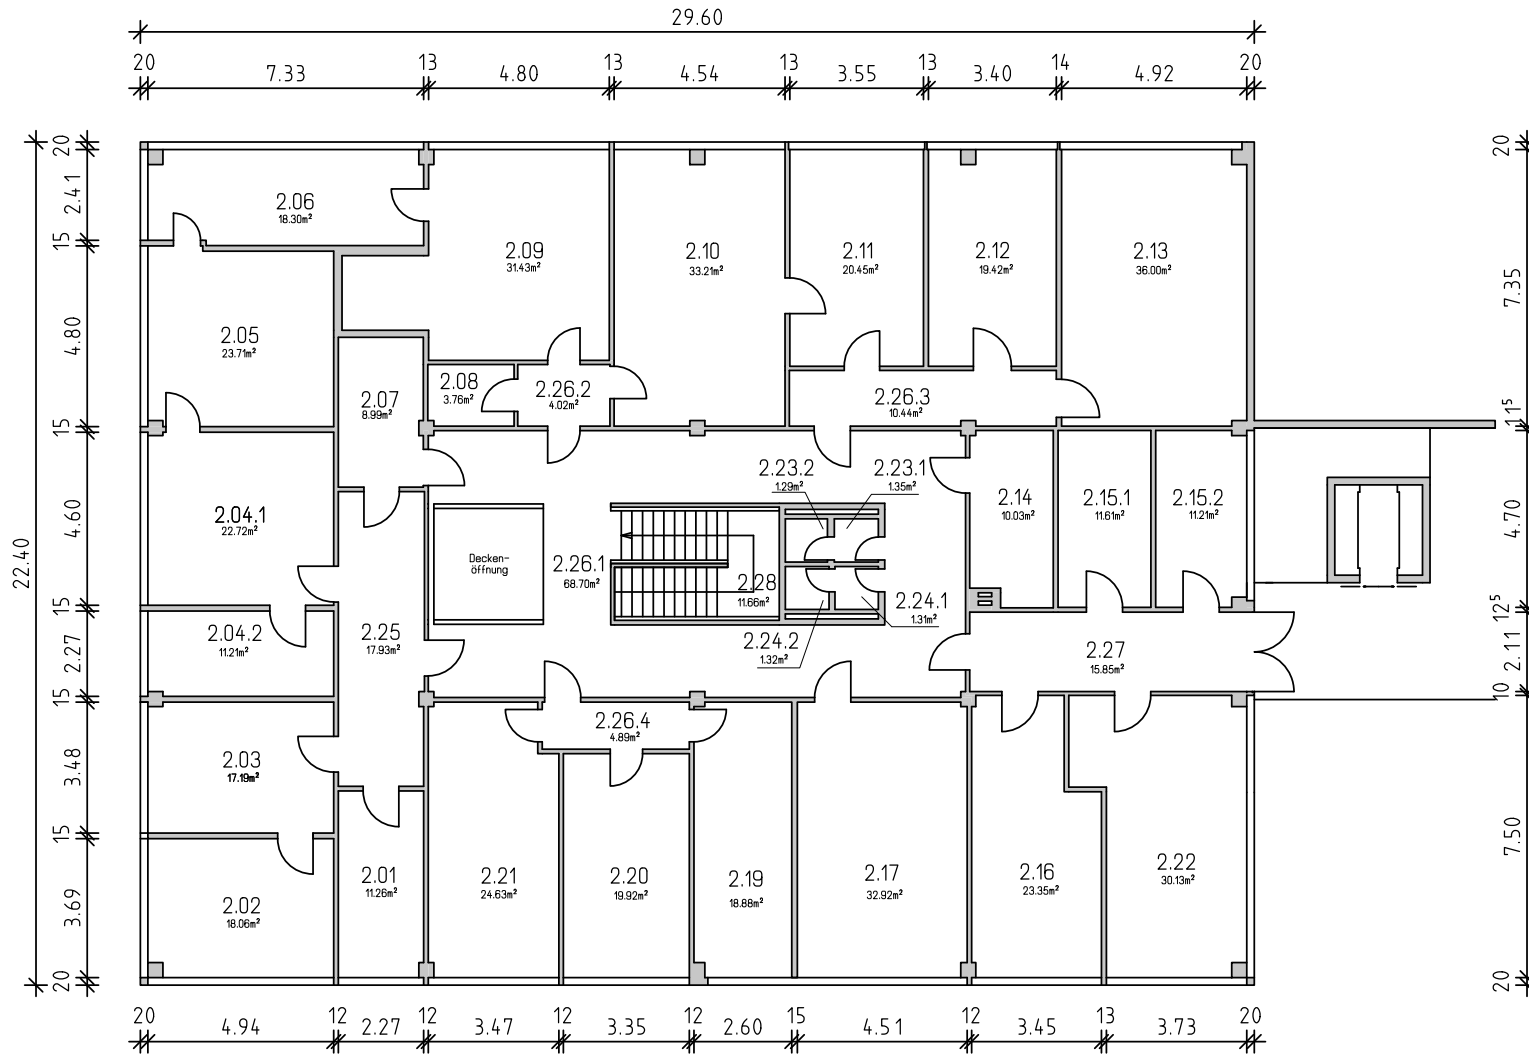 29.60
20 13 13 13 13 14 20
7.33 4.80 4.54 3.55 3.40 4.92
20
2.41
15
4.80
15
4.60
15
2.27
15
3.48
15
3.69
20
22.40
20
7.35
11⁵
4.70
12⁵
2.11
10
7.50
20
2.06
18.30m²
2.09
31.43m²
2.10
33.21m²
2.11
20.45m²
2.12
19.42m²
2.13
36.00m²
2.05
23.71m²
2.07
8.99m²
2.08
3.76m²
2.26.2
4.02m²
2.26.3
10.44m²
2.04.1
22.72m²
2.23.2
1.29m²
2.23.1
1.35m²
2.14
10.03m²
2.15.1
11.61m²
2.15.2
11.21m²
Decken-
öffnung
2.26.1
68.70m²
2.28
11.66m²
2.24.1
1.31m²
2.24.2
1.32m²
2.04.2
11.21m²
2.25
17.93m²
2.27
15.85m²
2.03
17.19m²
2.26.4
4.89m²
2.02
18.06m²
2.01
11.26m²
2.21
24.63m²
2.20
19.92m²
2.19
18.88m²
2.17
32.92m²
2.16
23.35m²
2.22
30.13m²
20 12 12 12 12 15 12 13 20
4.94 2.27 3.47 3.35 2.60 4.51 3.45 3.73